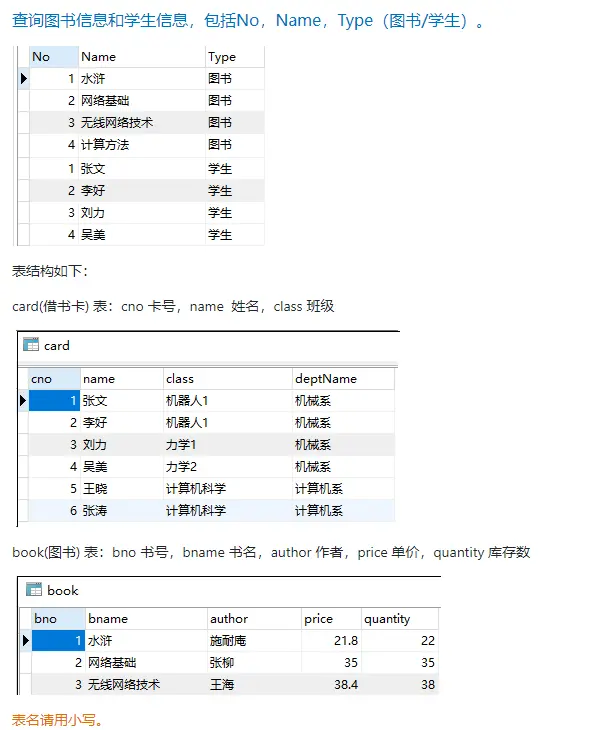 查询图书信息和学生信息，包括No，Name，Type（图书/学生）。
No Name Type
1 水浒 图书
2 网络基础 图书
3 无线网络技术 图书
4 计算方法 图书
1 张文 学生
2 李好 学生
3 刘力 学生
4 吴美 学生
表结构如下：
card(借书卡) 表：cno 卡号，name 姓名，class 班级
card
cno name class deptName
1 张文 机器人1 机械系
2 李好 机器人1 机械系
3 刘力 力学1 机械系
4 吴美 力学2 机械系
5 王晓 计算机科学 计算机系
6 张涛 计算机科学 计算机系
book(图书) 表：bno 书号，bname 书名，author 作者，price 单价，quantity 库存数
book
bno bname author price quantity
1 水浒 施耐庵 21.8 22
2 网络基础 张柳 35 35
3 无线网络技术 王海 38.4 38
表名请用小写。